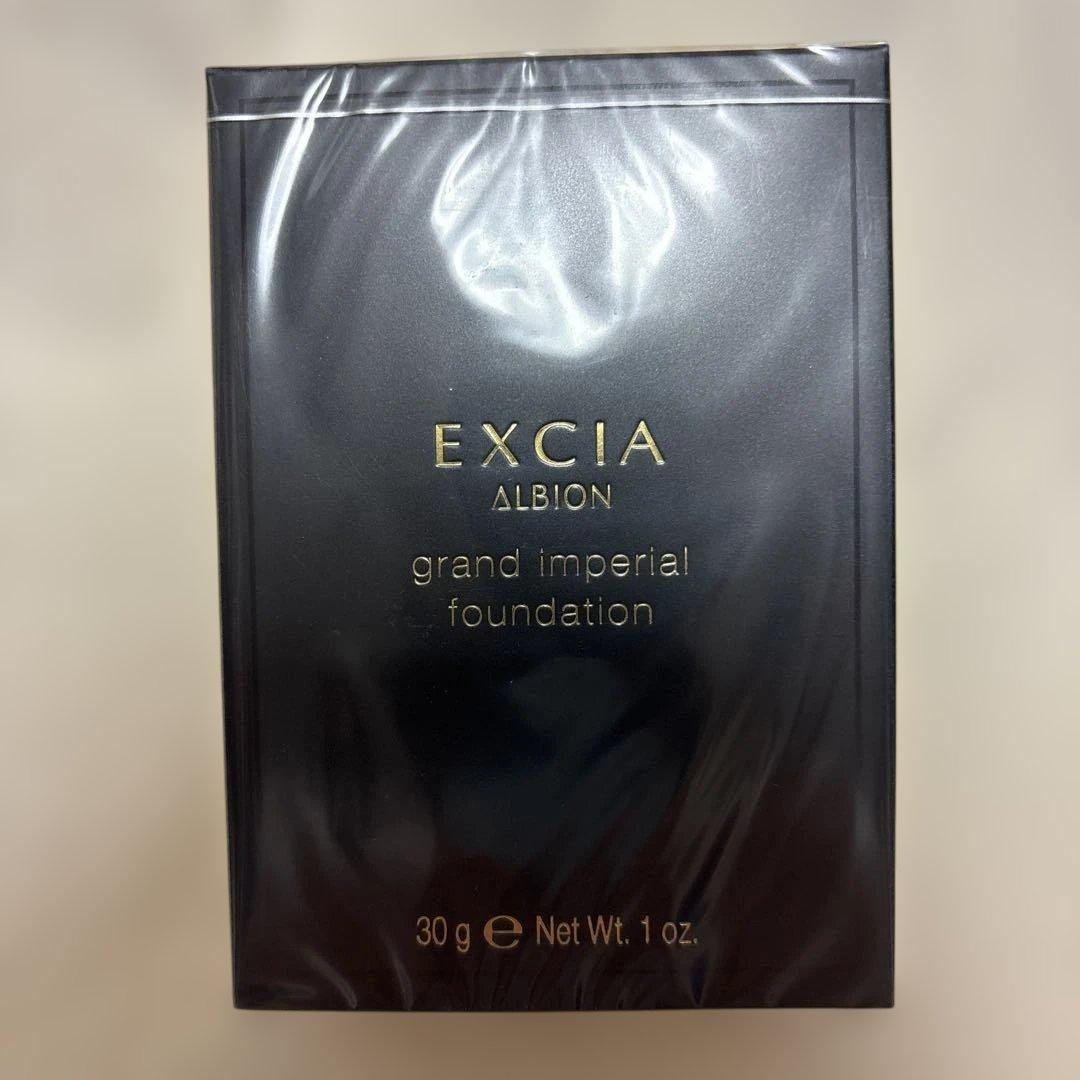 EXCIA
ALBION
grand imperial
foundation
30 g ℮ Net Wt. 1 oz.